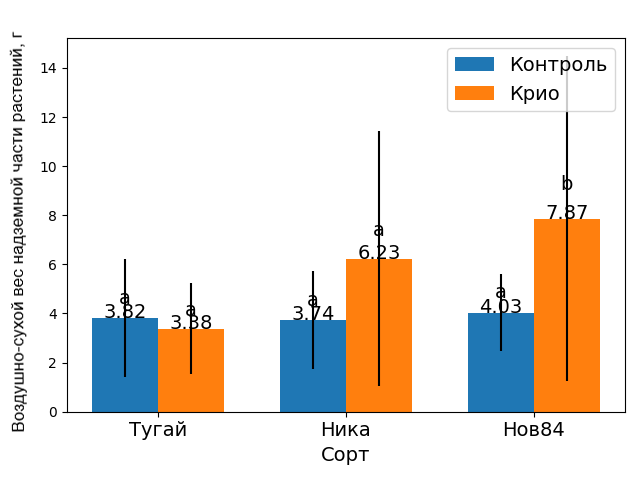 Воздушно-сухой вес надземной части растений, г
14
12
10
8
6
4
2
0
Контроль
Крио
a
3.82
a
3.38
a
3.74
a
6.23
a
4.03
b
7.87
Тугай
Ника
Нов84
Сорт